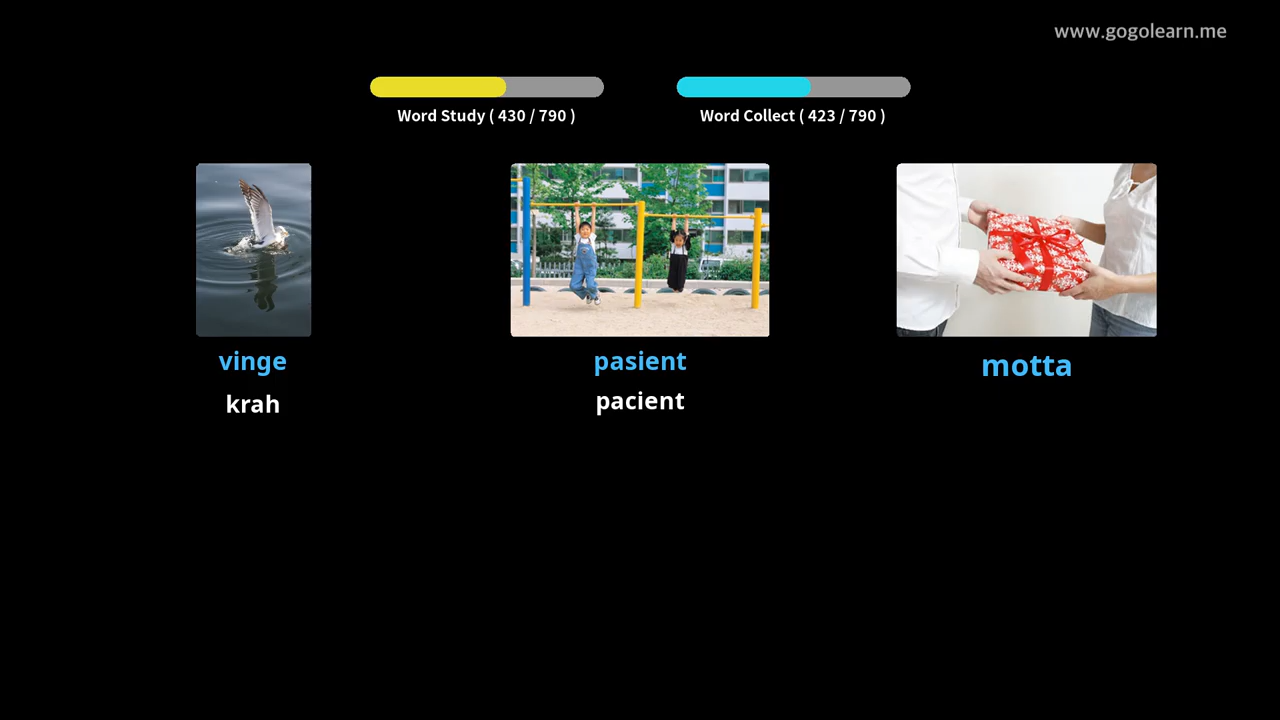 www.gogolearn.me
Word Study ( 430 / 790 )
Word Collect ( 423 / 790 )
vinge
krah
pasient
pacient
motta